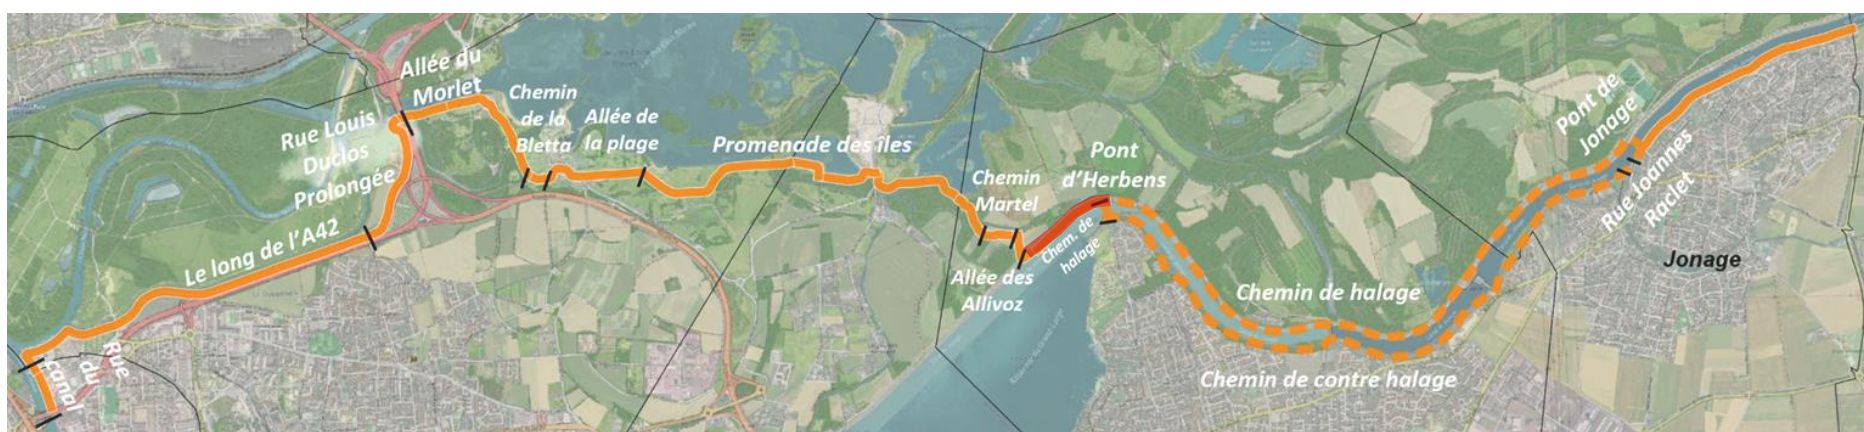 Rue
du
Canal
Le long de l'A42
Rue Louis
Duclos
Prolongée
Allée du
Morlet
Chemin
de la
Bletta
Allée de
la plage
Promenade des îles
Chemin
Martel
Allée des
Allivoz
Chem. de
halage
Pont
d'Herbens
Chemin de halage
Chemin de contre halage
Pont de
Jonage
Rue Joannes
Raclet
Jonage